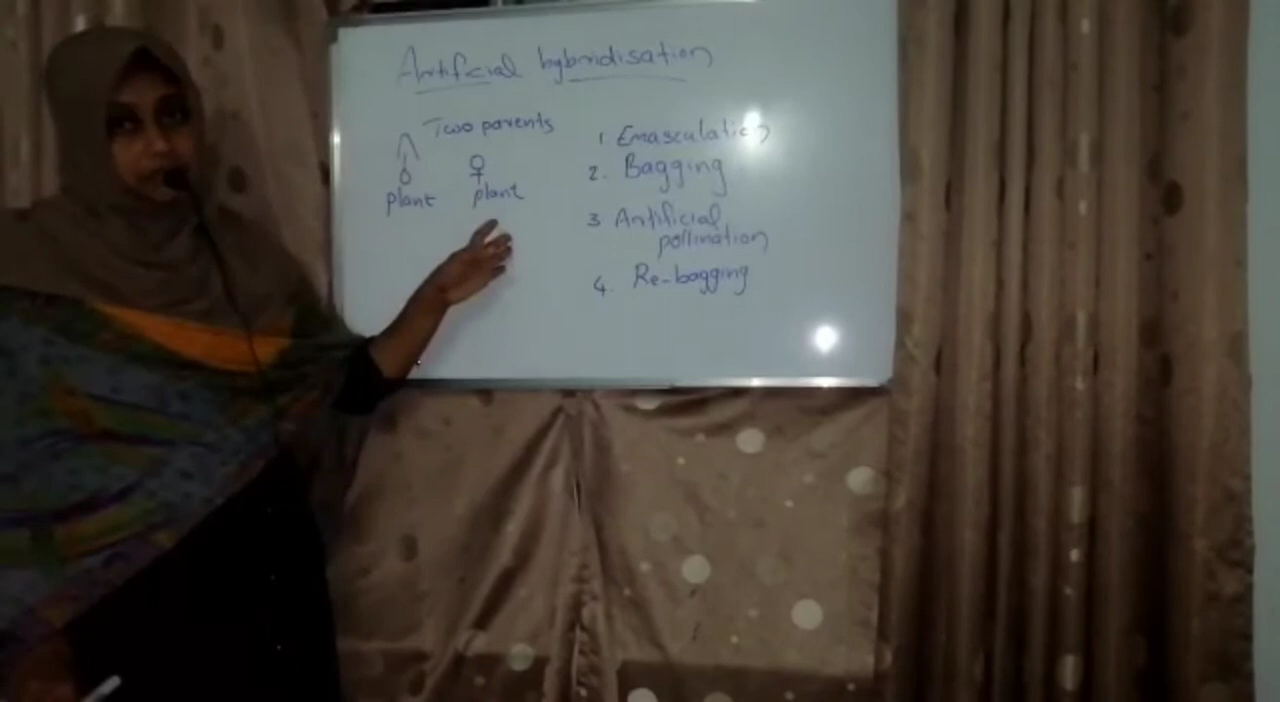 Artificial hybridisation
Two parents
♂ ♀
plant plant
1. Emasculation
2. Bagging
3 Artificial
pollination
4. Re-bagging